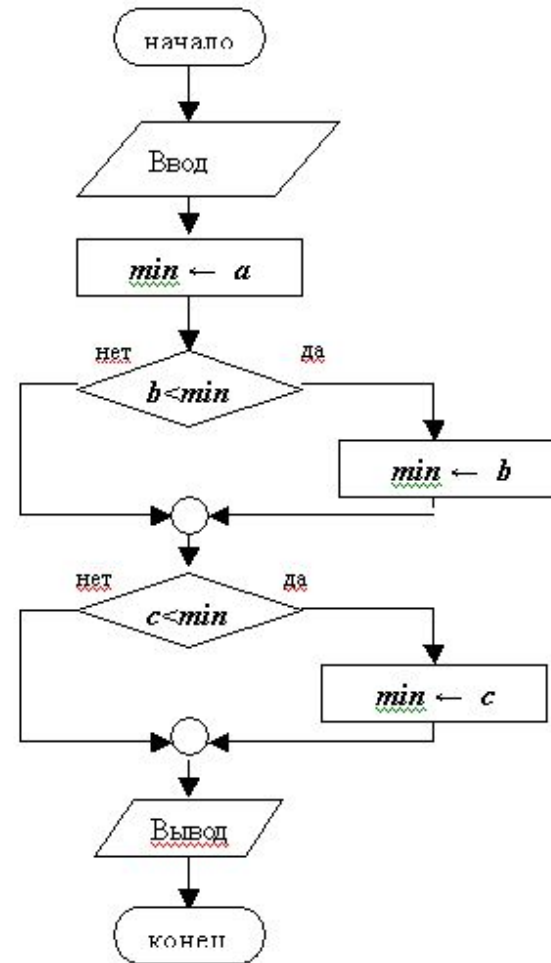 начало
Ввод
min ← a
нет да
b<min
min ← b
нет да
c<min
min ← c
Вывод
конец